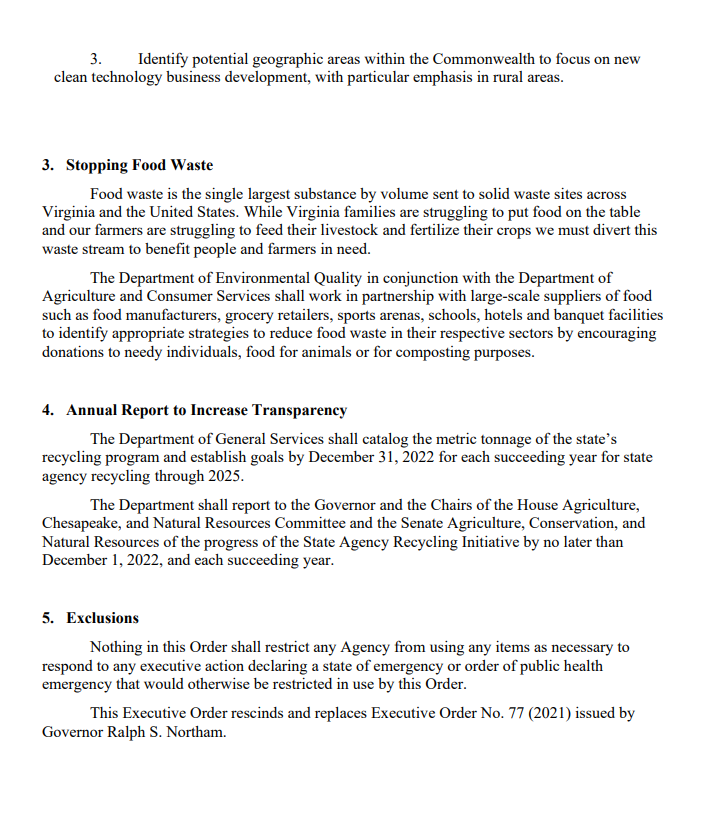 3. Identify potential geographic areas within the Commonwealth to focus on new
clean technology business development, with particular emphasis in rural areas.
3. Stopping Food Waste
Food waste is the single largest substance by volume sent to solid waste sites across
Virginia and the United States. While Virginia families are struggling to put food on the table
and our farmers are struggling to feed their livestock and fertilize their crops we must divert this
waste stream to benefit people and farmers in need.
The Department of Environmental Quality in conjunction with the Department of
Agriculture and Consumer Services shall work in partnership with large-scale suppliers of food
such as food manufacturers, grocery retailers, sports arenas, schools, hotels and banquet facilities
to identify appropriate strategies to reduce food waste in their respective sectors by encouraging
donations to needy individuals, food for animals or for composting purposes.
4. Annual Report to Increase Transparency
The Department of General Services shall catalog the metric tonnage of the state’s
recycling program and establish goals by December 31, 2022 for each succeeding year for state
agency recycling through 2025.
The Department shall report to the Governor and the Chairs of the House Agriculture,
Chesapeake, and Natural Resources Committee and the Senate Agriculture, Conservation, and
Natural Resources of the progress of the State Agency Recycling Initiative by no later than
December 1, 2022, and each succeeding year.
5. Exclusions
Nothing in this Order shall restrict any Agency from using any items as necessary to
respond to any executive action declaring a state of emergency or order of public health
emergency that would otherwise be restricted in use by this Order.
This Executive Order rescinds and replaces Executive Order No. 77 (2021) issued by
Governor Ralph S. Northam.